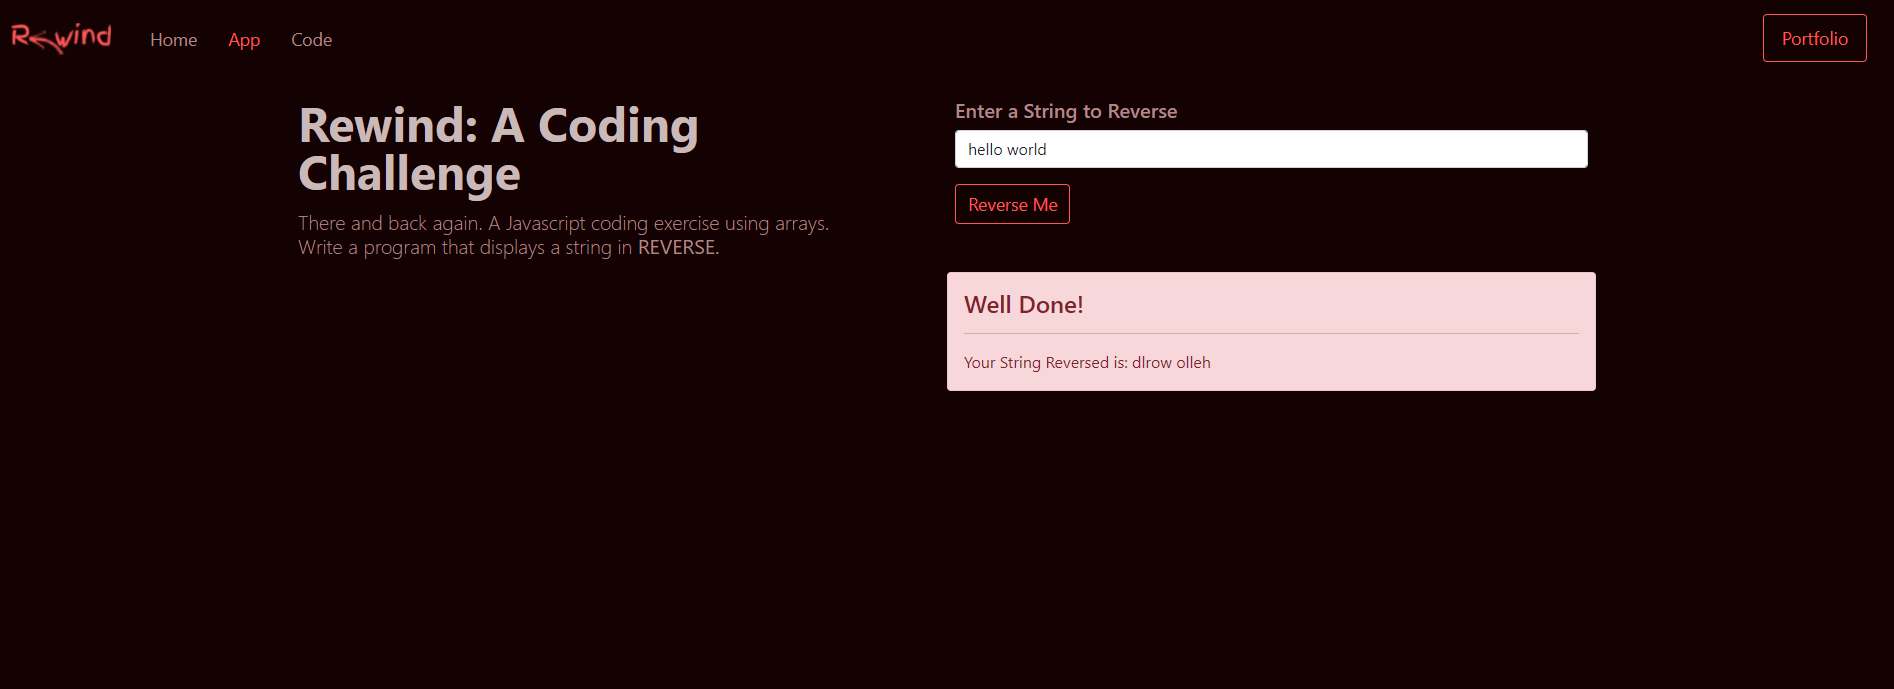 Rewind
Home
App
Code
Portfolio
Rewind: A Coding
Challenge
There and back again. A Javascript coding exercise using arrays.
Write a program that displays a string in REVERSE.
Enter a String to Reverse
hello world
Reverse Me
Well Done!
Your String Reversed is: dlrow olleh